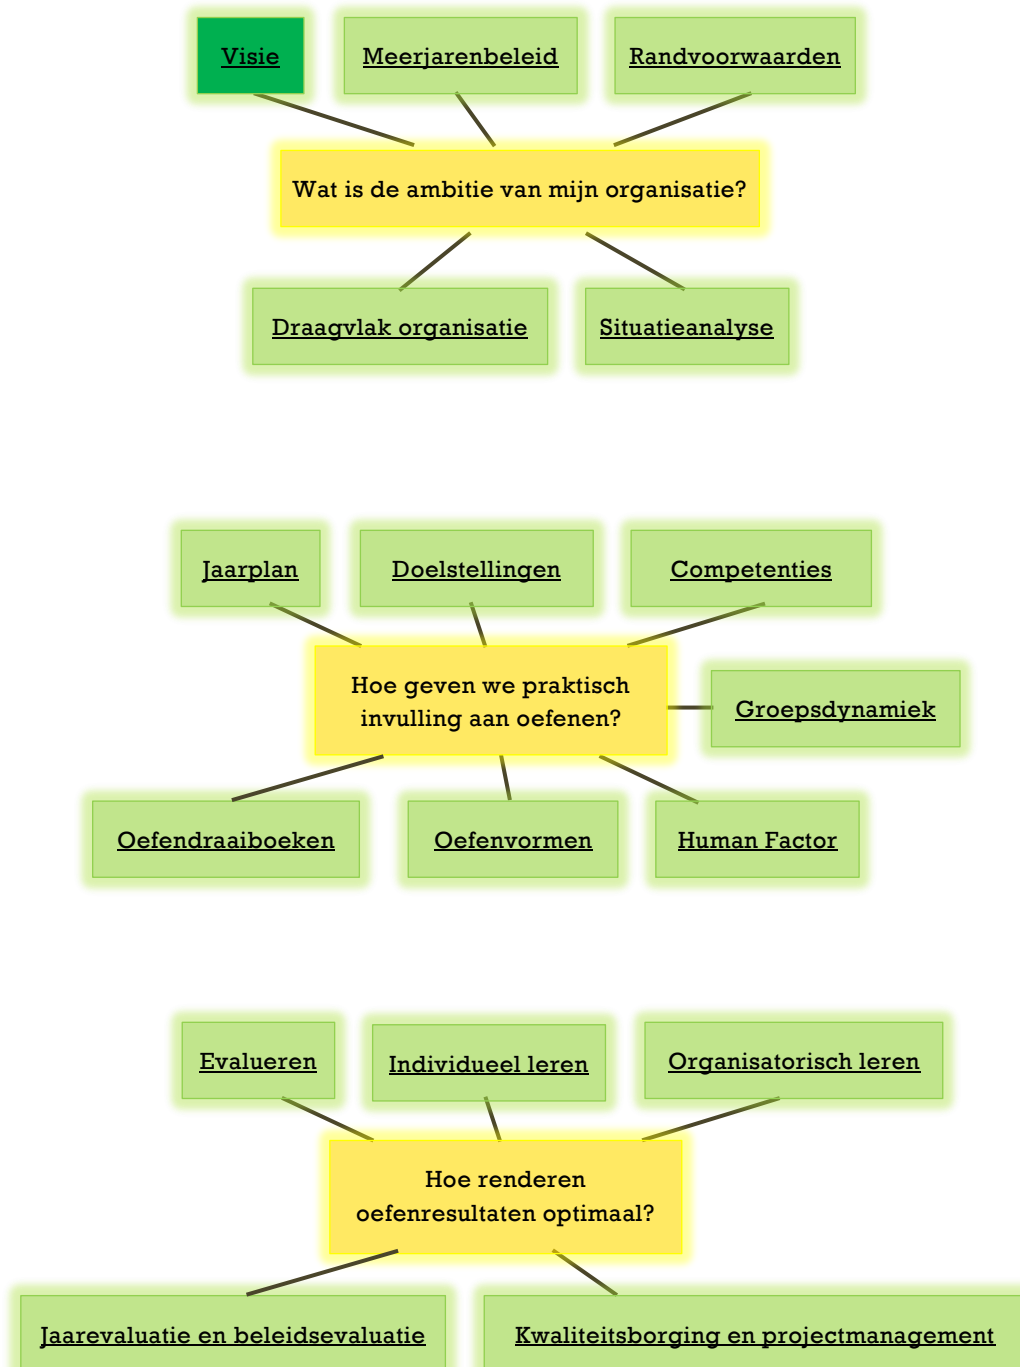 Visie
Meerjarenbeleid
Randvoorwaarden
Wat is de ambitie van mijn organisatie?
Draagvlak organisatie
Situatieanalyse
Jaarplan
Doelstellingen
Competenties
Hoe geven we praktisch
invulling aan oefenen?
Groepsdynamiek
Oefendraaiboeken
Oefenvormen
Human Factor
Evalueren
Individueel leren
Organisatorisch leren
Hoe renderen
oefenresultaten optimaal?
Jaarevaluatie en beleidsevaluatie
Kwaliteitsborging en projectmanagement